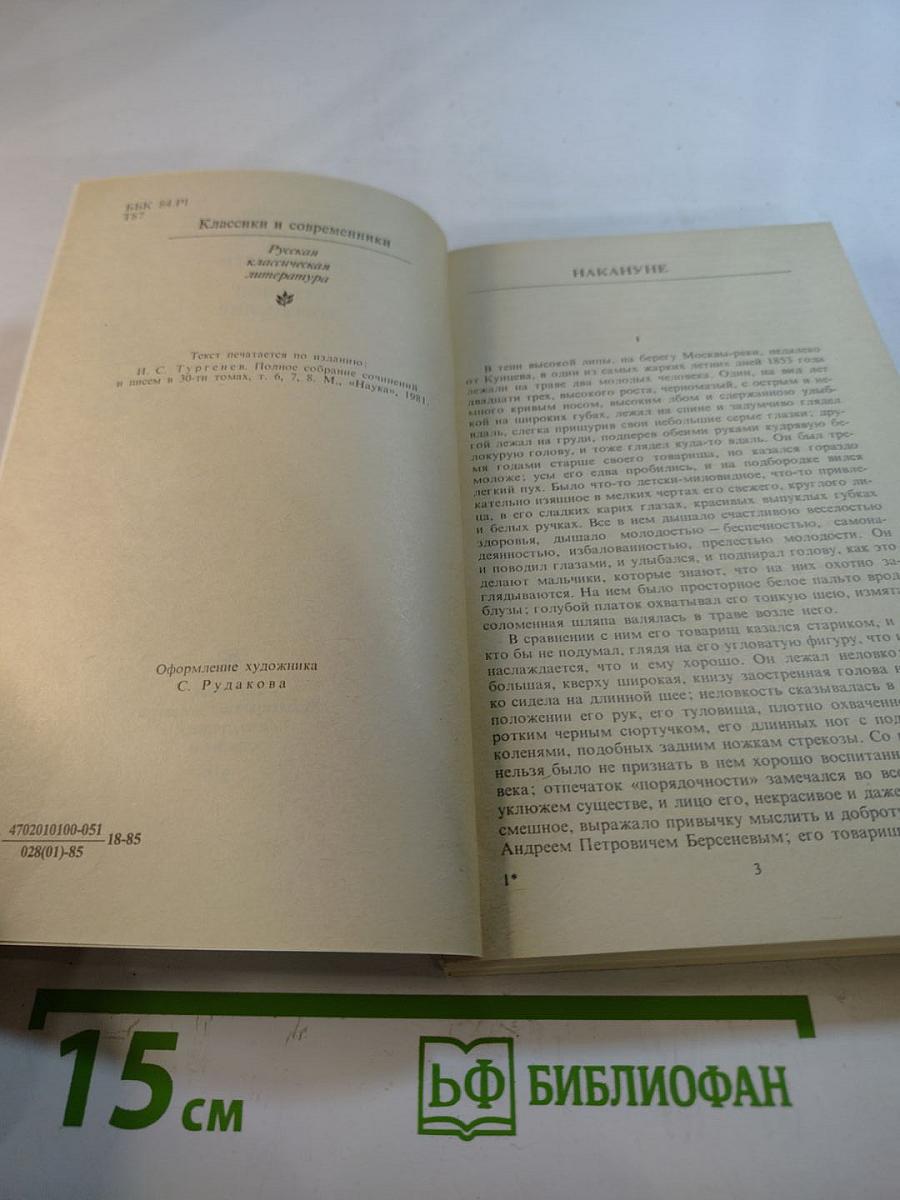 ББК 84.Р1
Т87
Классики и современники
Русская
классическая
литература
Текст печатается по изданию:
И. С. Тургенев. Полное собрание сочинений
и писем в 30-ти томах, т. 6, 7, 8. М., «Наука», 1981.
Оформление художника
С. Рудакова
4702010100-051
028(01)-85
18-85
НАКАНУНЕ
I
В тени высокой липы, на берегу Москвы-реки, недалеко
от Кунцева, в один из самых жарких летних дней 1853 года
лежали на траве два молодых человека. Один, на вид лет
двадцати трех, высокого роста, черномазый, с острым и не-
много кривым носом, высоким лбом и сдержанною улыб-
кой на широких губах, лежал на спине и задумчиво глядел
вдаль, слегка прищурив свои небольшие серые глазки; дру-
гой лежал на груди, подперев обеими руками кудрявую бе-
локурую голову, и тоже глядел куда-то вдаль. Он был тре-
мя годами старше своего товарища, но казался гораздо
моложе; усы его едва пробились, и на подбородке вился
легкий пух. Было что-то детски-миловидное, что-то привле-
кательно изящное в мелких чертах его свежего, круглого ли-
ца, в его сладких карих глазах, красивых выпуклых губках
и белых ручках. Все в нем дышало счастливою веселостью
здоровья, дышало молодостью — беспечностью, самона-
деянностью, избалованностью, прелестью молодости. Он
и поводил глазами, и улыбался, и подпирал голову, как это
делают мальчики, которые знают, что на них охотно за-
глядываются. На нем было просторное белое пальто врод
блузы; голубой платок охватывал его тонкую шею, измята
соломенная шляпа валялась в траве возле него.
В сравнении с ним его товарищ казался стариком, и
кто бы не подумал, глядя на его угловатую фигуру, что и
наслаждается, что и ему хорошо. Он лежал неловко;
большая, кверху широкая, книзу заостренная голова н
ко сидела на длинной шее; неловкость сказывалась в
положении его рук, его туловища, плотно охваченно
ротким черным сюртучком, его длинных ног с под
коленями, подобных задним ножкам стрекозы. Со в
нельзя было не признать в нем хорошо воспитанн
века; отпечаток «порядочности» замечался во все
уклюжем существе, и лицо его, некрасивое и даже
смешное, выражало привычку мыслить и доброту
Андреем Петровичем Берсеневым; его товарищ
1*
3
15 см
БФ БИБЛИОФАН